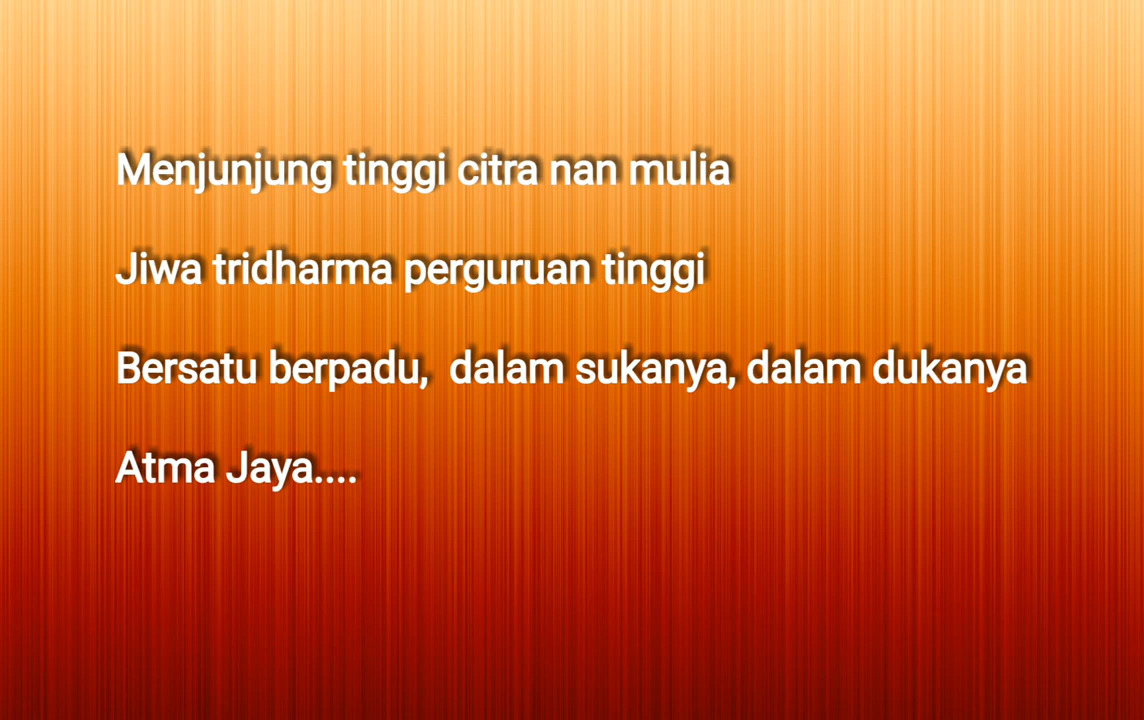 Menjunjung tinggi citra nan mulia
Jiwa tridharma perguruan tinggi
Bersatu berpadu,  dalam sukanya, dalam dukanya
Atma Jaya....